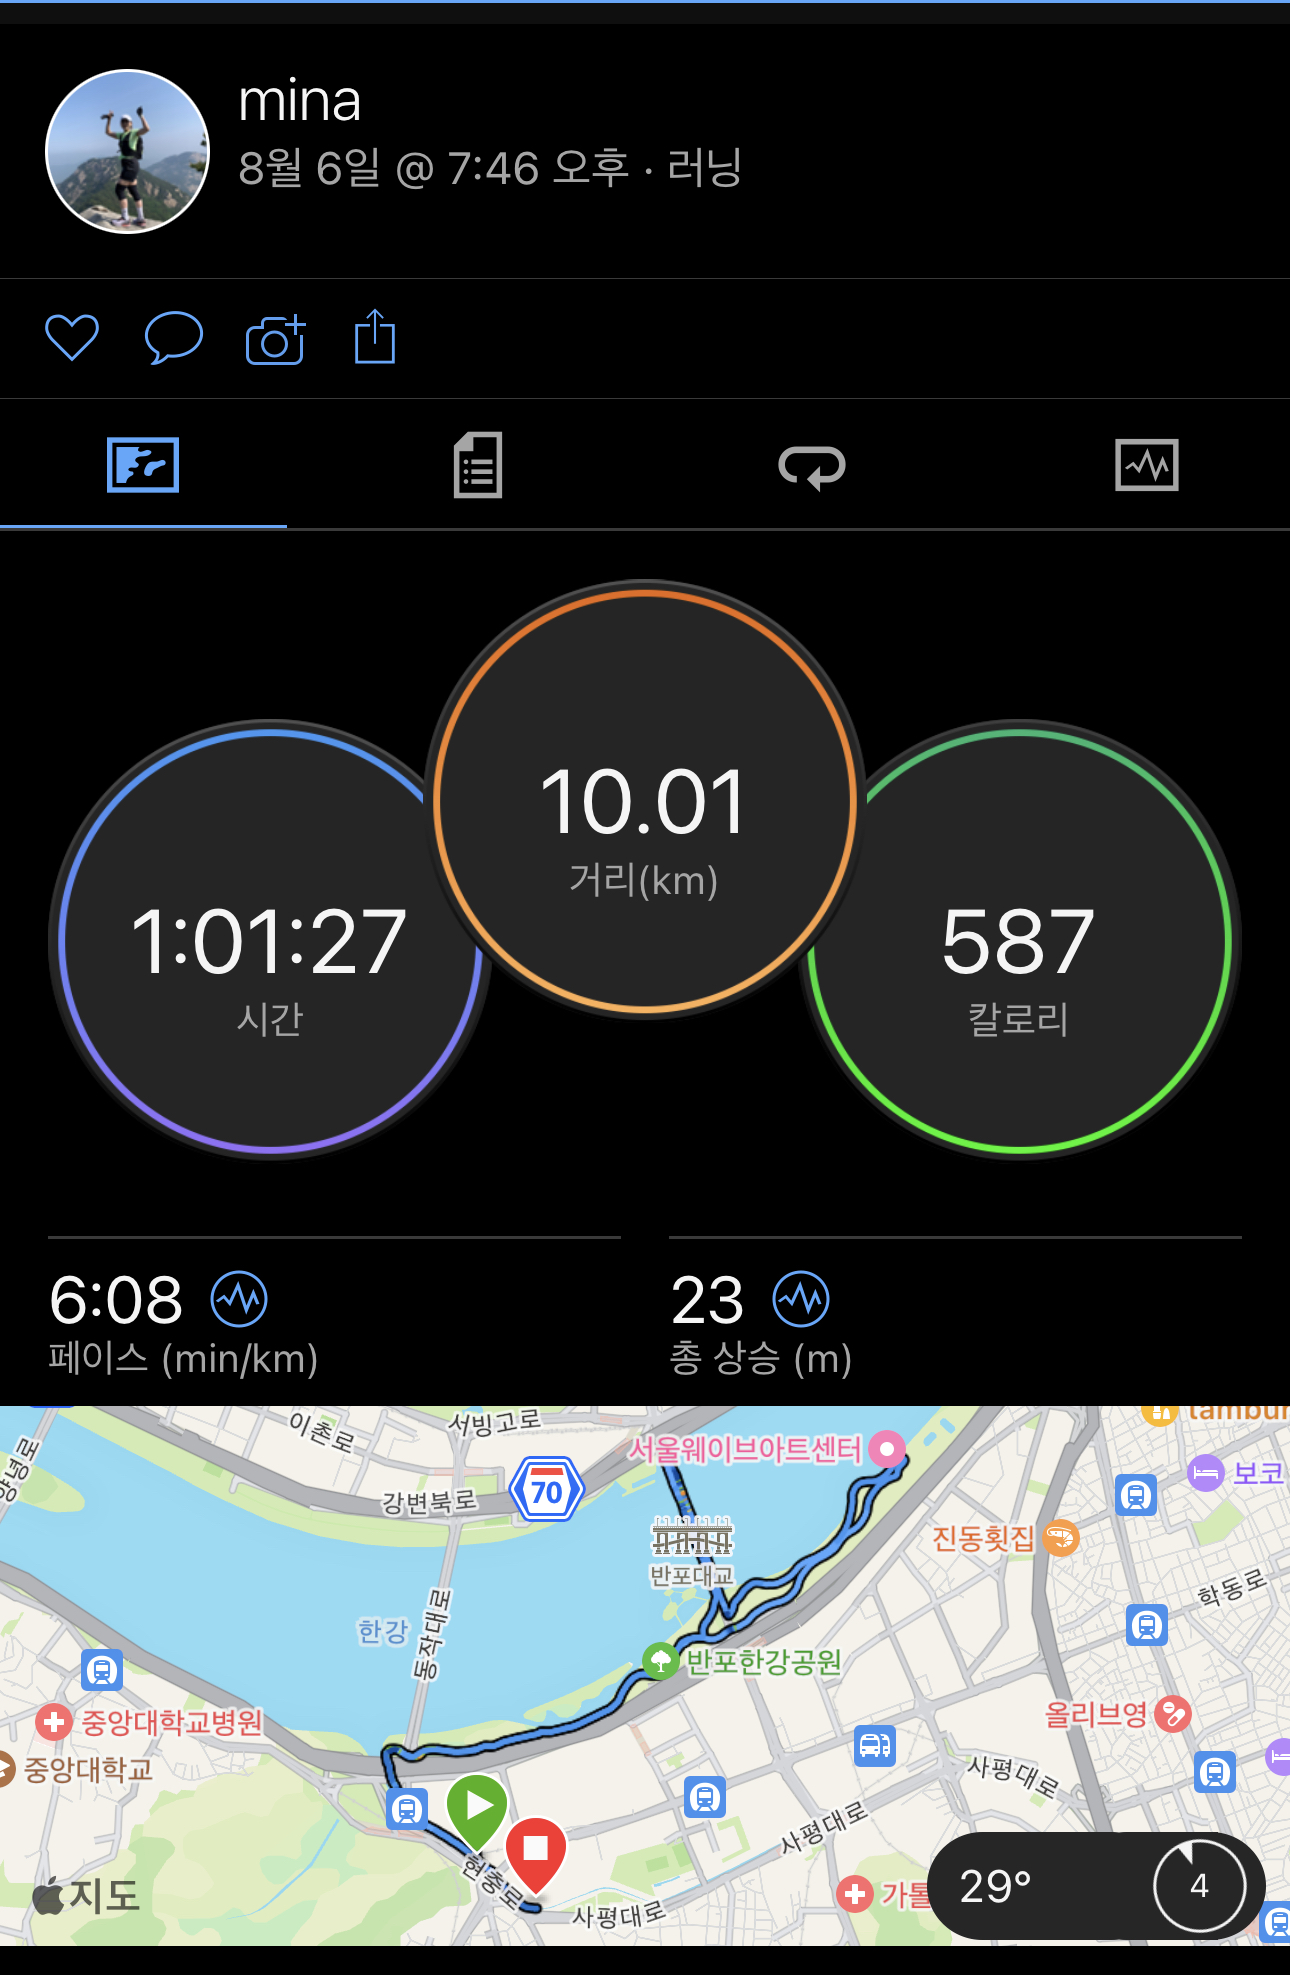 mina
8월 6일 @ 7:46 오후 · 러닝
10.01
거리(km)
1:01:27
시간
587
칼로리
6:08
페이스 (min/km)
23
총 상승 (m)
이촌로
서빙고로
서울웨이브아트센터
tambur
보코
양녕로
강변북로
70
진동횟집
반포대교
학동로
한강
동작대로
반포한강공원
중앙대학교병원
올리브영
중앙대학교
사평대로
사평대로
현충로
사평대로
가톨
29°
4
지도